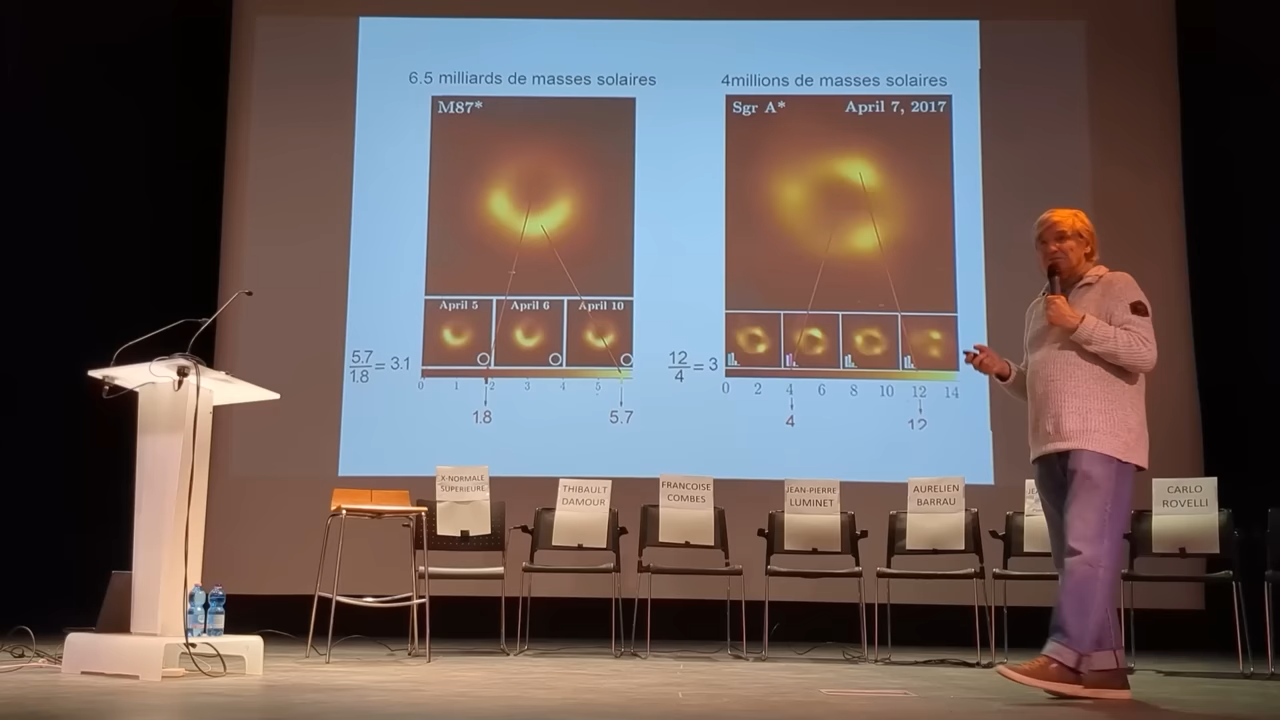 6.5 milliards de masses solaires
4millions de masses solaires
M87*
Sgr A*
April 7, 2017
April 5
April 6
April 10
5.7
1.8
= 3.1
0 1 2 3 4 5
1.8
5.7
12
4
= 3
0 2 4 6 8 10 12 14
4
12
X-NORMALE
SUPERIEURE
THIBAULT
DAMOUR
FRANCOISE
COMBES
JEAN-PIERRE
LUMINET
AURELIEN
BARRAU
CARLO
ROVELLI